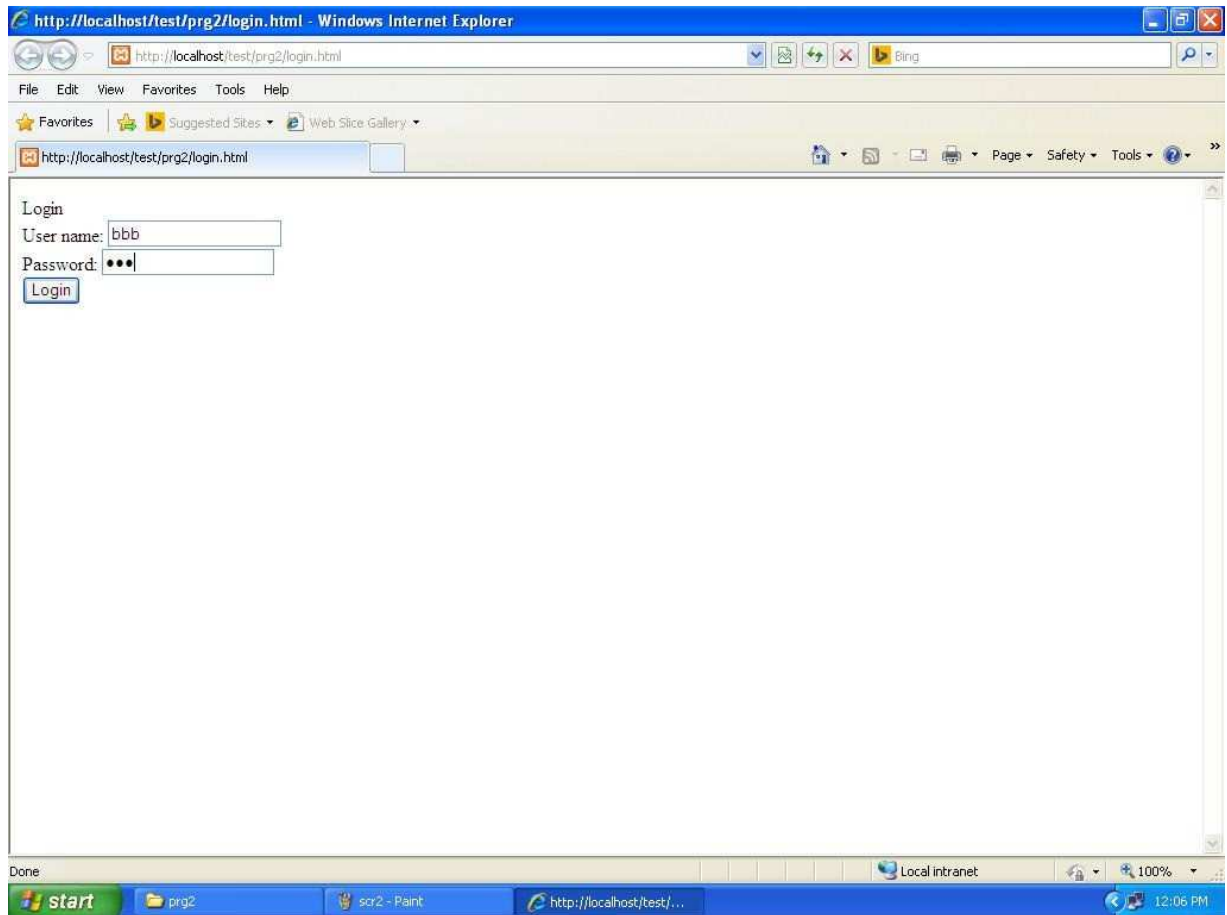 http://localhost/test/prg2/login.html - Windows Internet Explorer
http://localhost/test/prg2/login.html Bing
File Edit View Favorites Tools Help
Favorites Suggested Sites Web Slice Gallery
http://localhost/test/prg2/login.html Page Safety Tools »
Login
User name: bbb
Password: •••
Login
Done Local intranet 100%
start prg2 scr2 - Paint http://localhost/test/... 12:06 PM